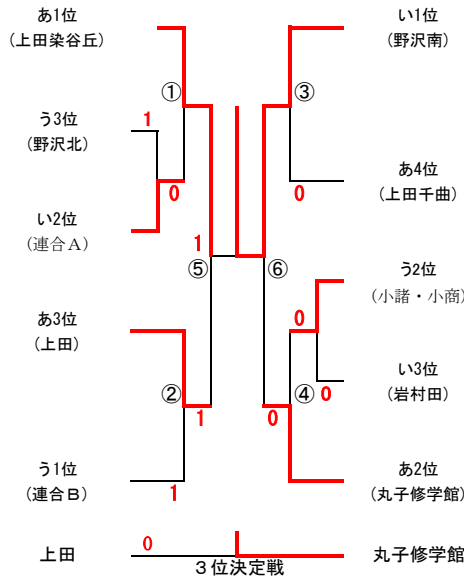 あ1位
(上田染谷丘)
い1位
(野沢南)
①
③
う3位
(野沢北)
1
0
0
あ4位
(上田千曲)
い2位
(連合Ａ)
1
⑤
⑥
う2位
(小諸・小商)
あ3位
(上田)
0
い3位
(岩村田)
0
②
④
1
0
う1位
(連合Ｂ)
1
あ2位
(丸子修学館)
上田
0
３位決定戦
丸子修学館